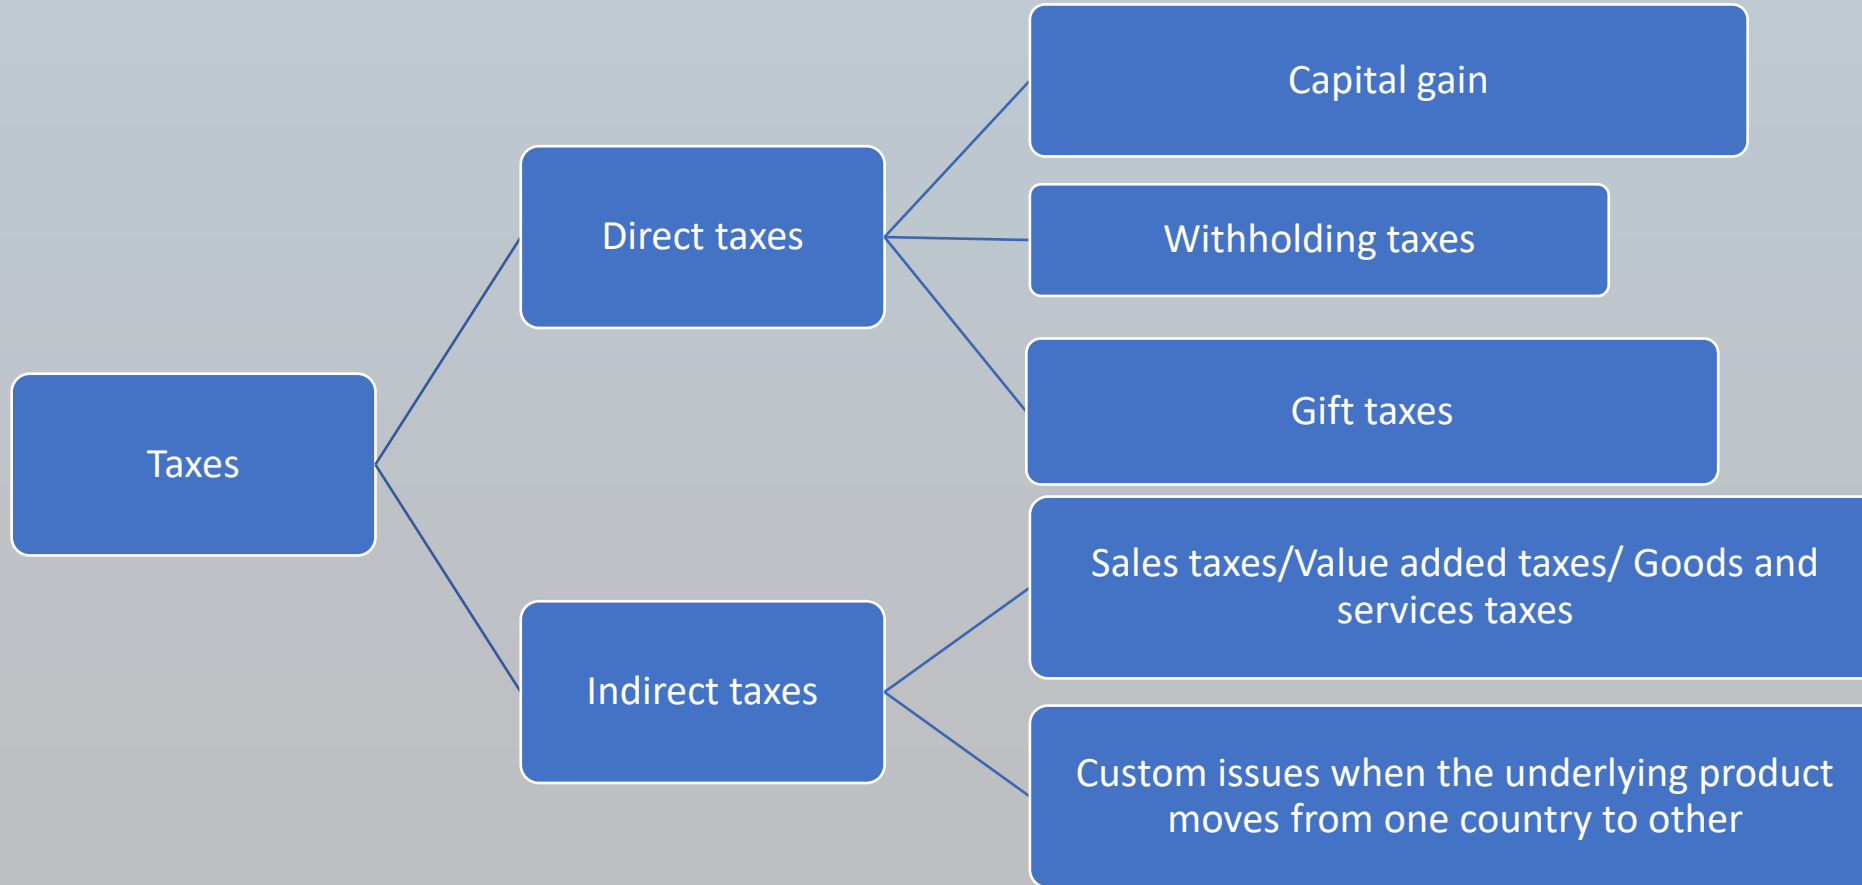 Taxes
Direct taxes
Capital gain
Withholding taxes
Gift taxes
Indirect taxes
Sales taxes/Value added taxes/ Goods and
services taxes
Custom issues when the underlying product
moves from one country to other